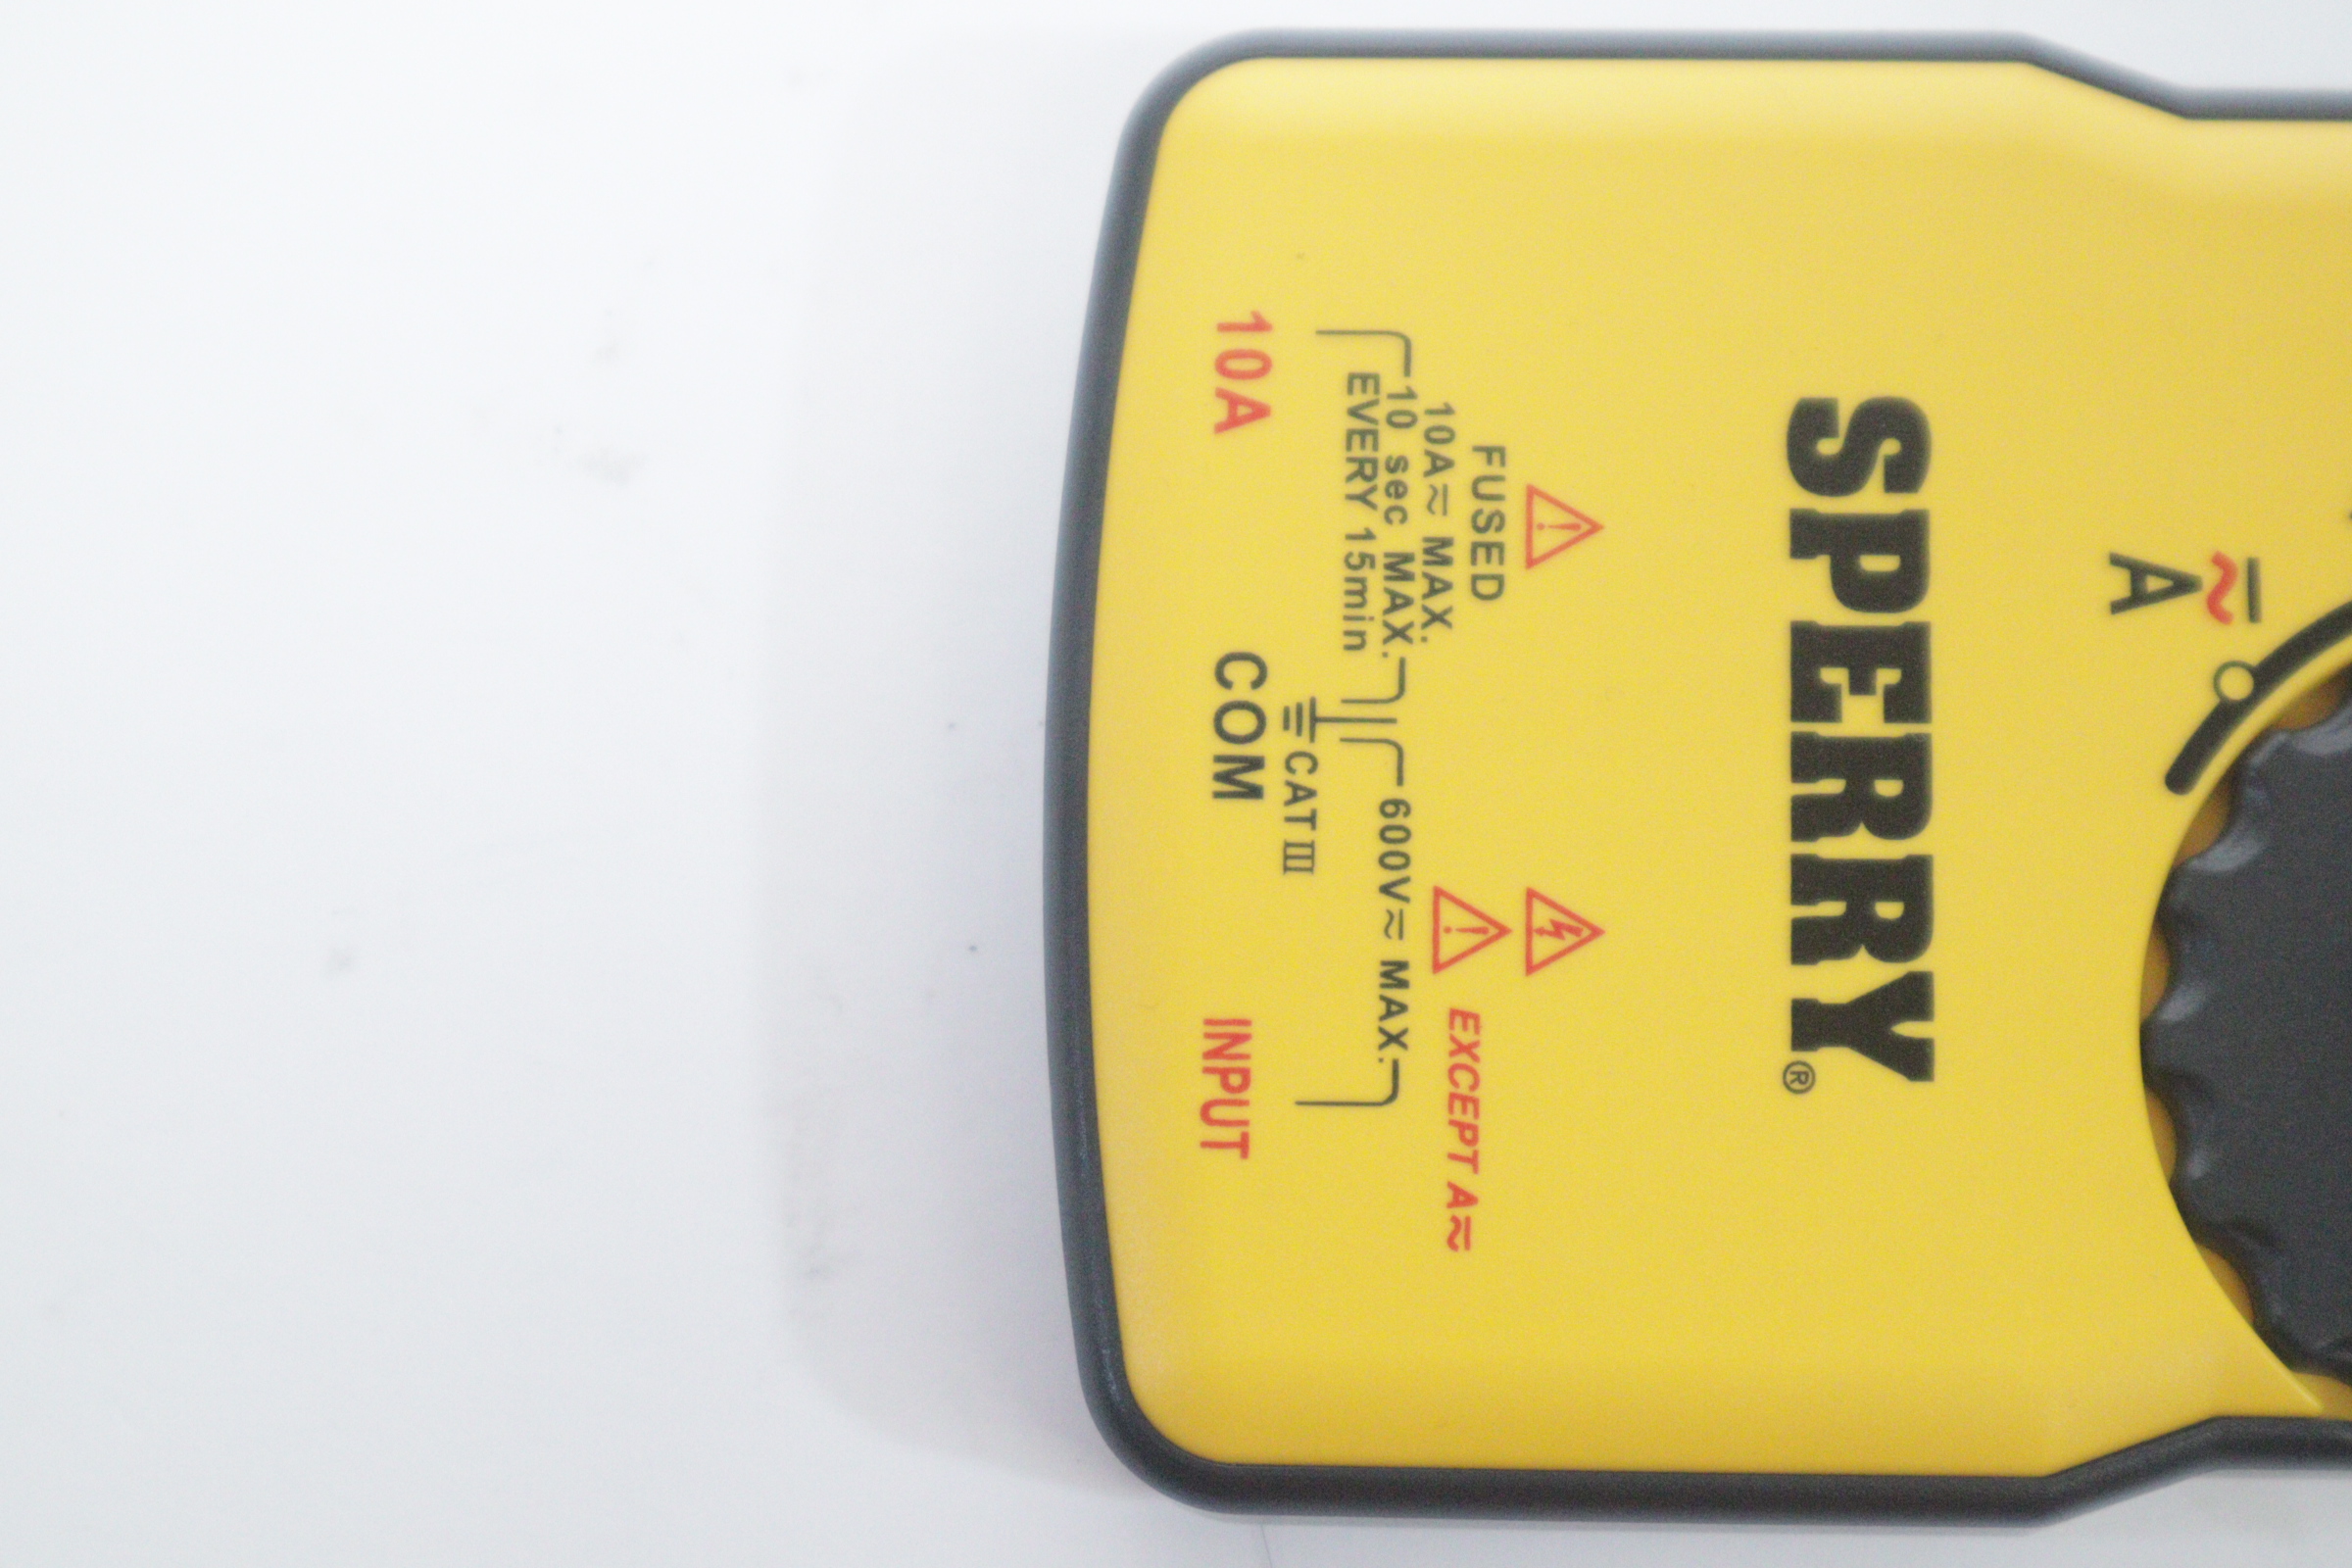 A
SPERRY®
FUSED
10A≂ MAX.
10 sec MAX.
EVERY 15min
EXCEPT A≂
600V≂ MAX.
CAT III
10A
COM
INPUT